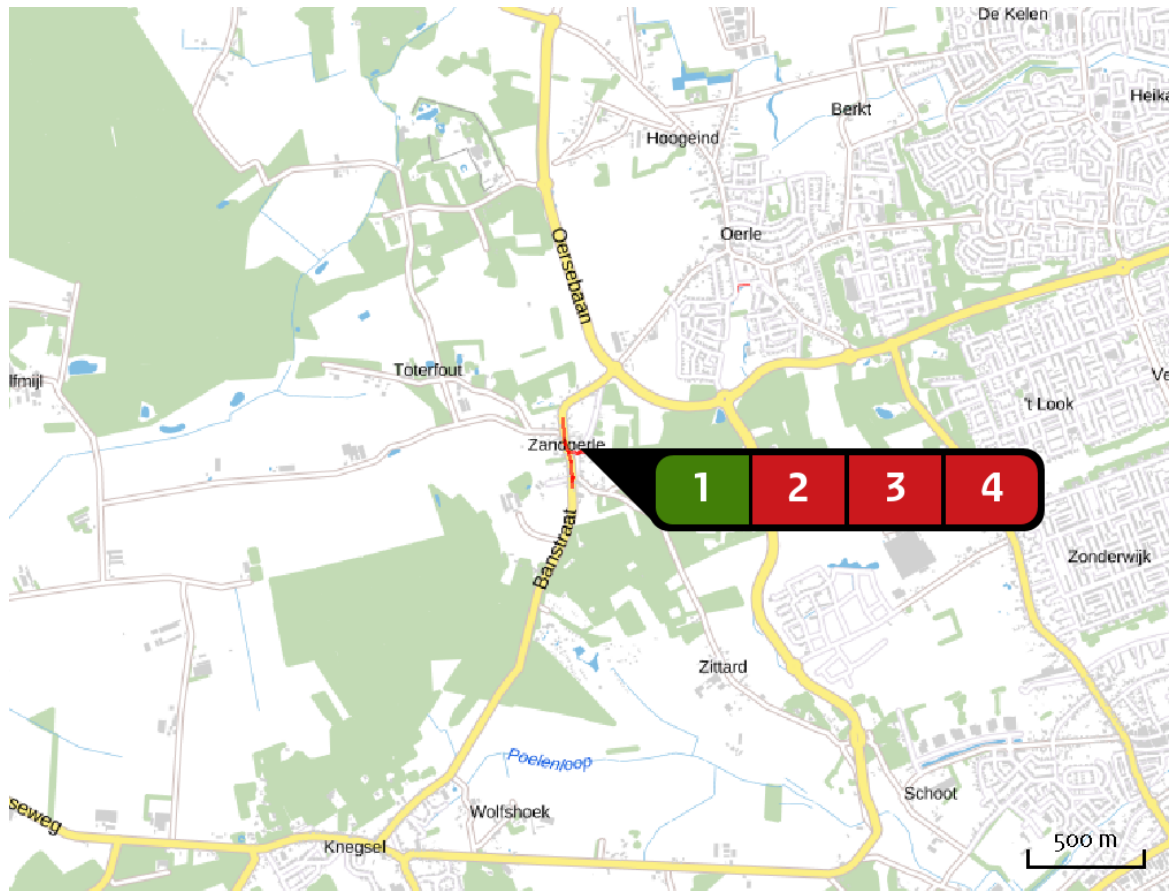 De Kelen
Heika
Berkt
Hoogeind
Oerle
Oersebaan
Toterfout
lfmijl
Ve
't Look
Zandoerle
1 2 3 4
Banstraat
Zonderwijk
Zittard
Poelenloop
Schoot
Wolfshoek
seweg
Knegsel
500 m